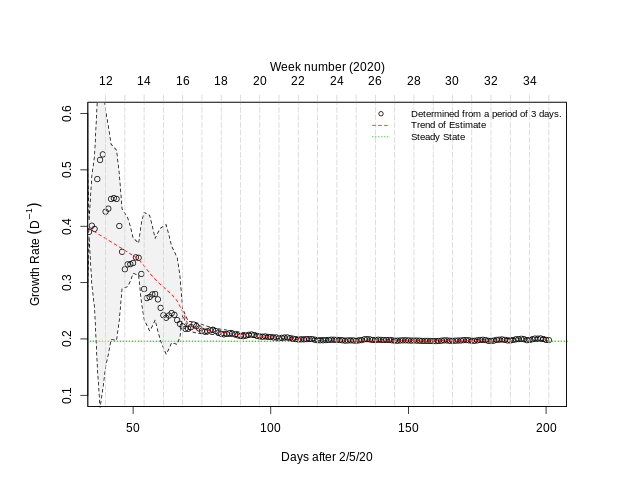 Week number (2020)
12 14 16 18 20 22 24 26 28 30 32 34
Determined from a period of 3 days.
Trend of Estimate
Steady State
0.6
0.5
0.4
0.3
0.2
0.1
Growth Rate (D⁻¹)
50 100 150 200
Days after 2/5/20